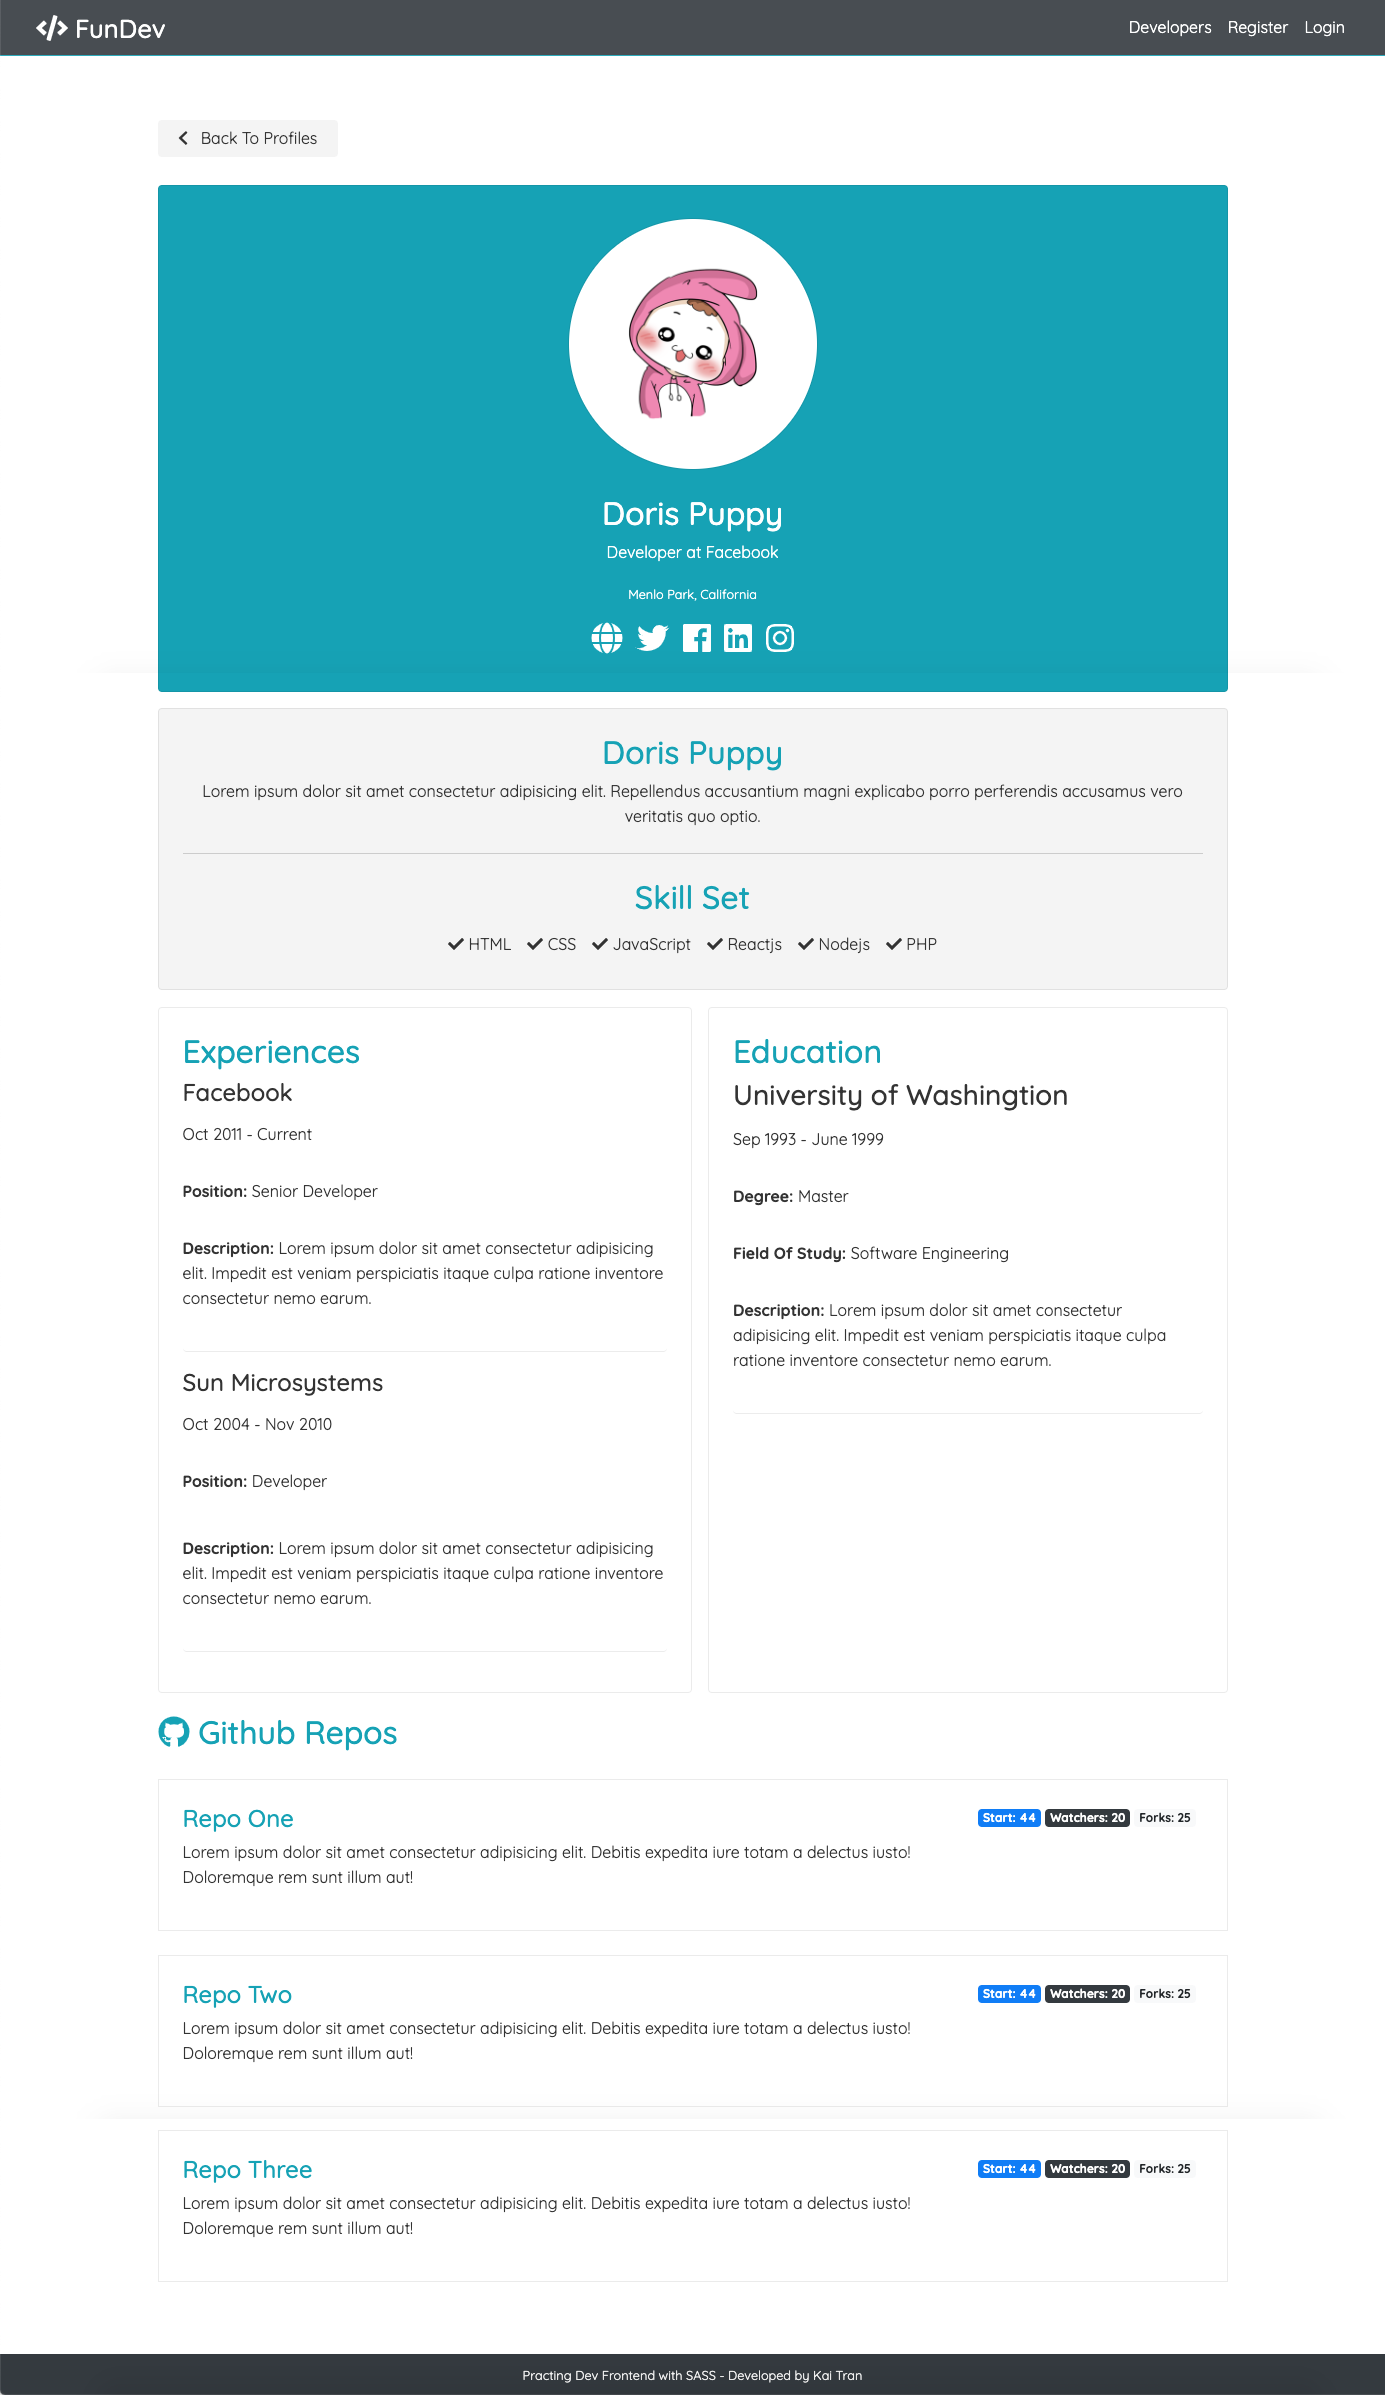 FunDev
Developers Register Login
Back To Profiles
Doris Puppy
Developer at Facebook
Menlo Park, California
Doris Puppy
Lorem ipsum dolor sit amet consectetur adipisicing elit. Repellendus accusantium magni explicabo porro perferendis accusamus vero
veritatis quo optio.
Skill Set
HTML CSS JavaScript Reactjs Nodejs PHP
Experiences
Facebook
Oct 2011 - Current
Position: Senior Developer
Description: Lorem ipsum dolor sit amet consectetur adipisicing
elit. Impedit est veniam perspiciatis itaque culpa ratione inventore
consectetur nemo earum.
Sun Microsystems
Oct 2004 - Nov 2010
Position: Developer
Description: Lorem ipsum dolor sit amet consectetur adipisicing
elit. Impedit est veniam perspiciatis itaque culpa ratione inventore
consectetur nemo earum.
Education
University of Washingtion
Sep 1993 - June 1999
Degree: Master
Field Of Study: Software Engineering
Description: Lorem ipsum dolor sit amet consectetur
adipisicing elit. Impedit est veniam perspiciatis itaque culpa
ratione inventore consectetur nemo earum.
Github Repos
Repo One
Start: 44 Watchers: 20 Forks: 25
Lorem ipsum dolor sit amet consectetur adipisicing elit. Debitis expedita iure totam a delectus iusto!
Doloremque rem sunt illum aut!
Repo Two
Start: 44 Watchers: 20 Forks: 25
Lorem ipsum dolor sit amet consectetur adipisicing elit. Debitis expedita iure totam a delectus iusto!
Doloremque rem sunt illum aut!
Repo Three
Start: 44 Watchers: 20 Forks: 25
Lorem ipsum dolor sit amet consectetur adipisicing elit. Debitis expedita iure totam a delectus iusto!
Doloremque rem sunt illum aut!
Practing Dev Frontend with SASS - Developed by Kai Tran